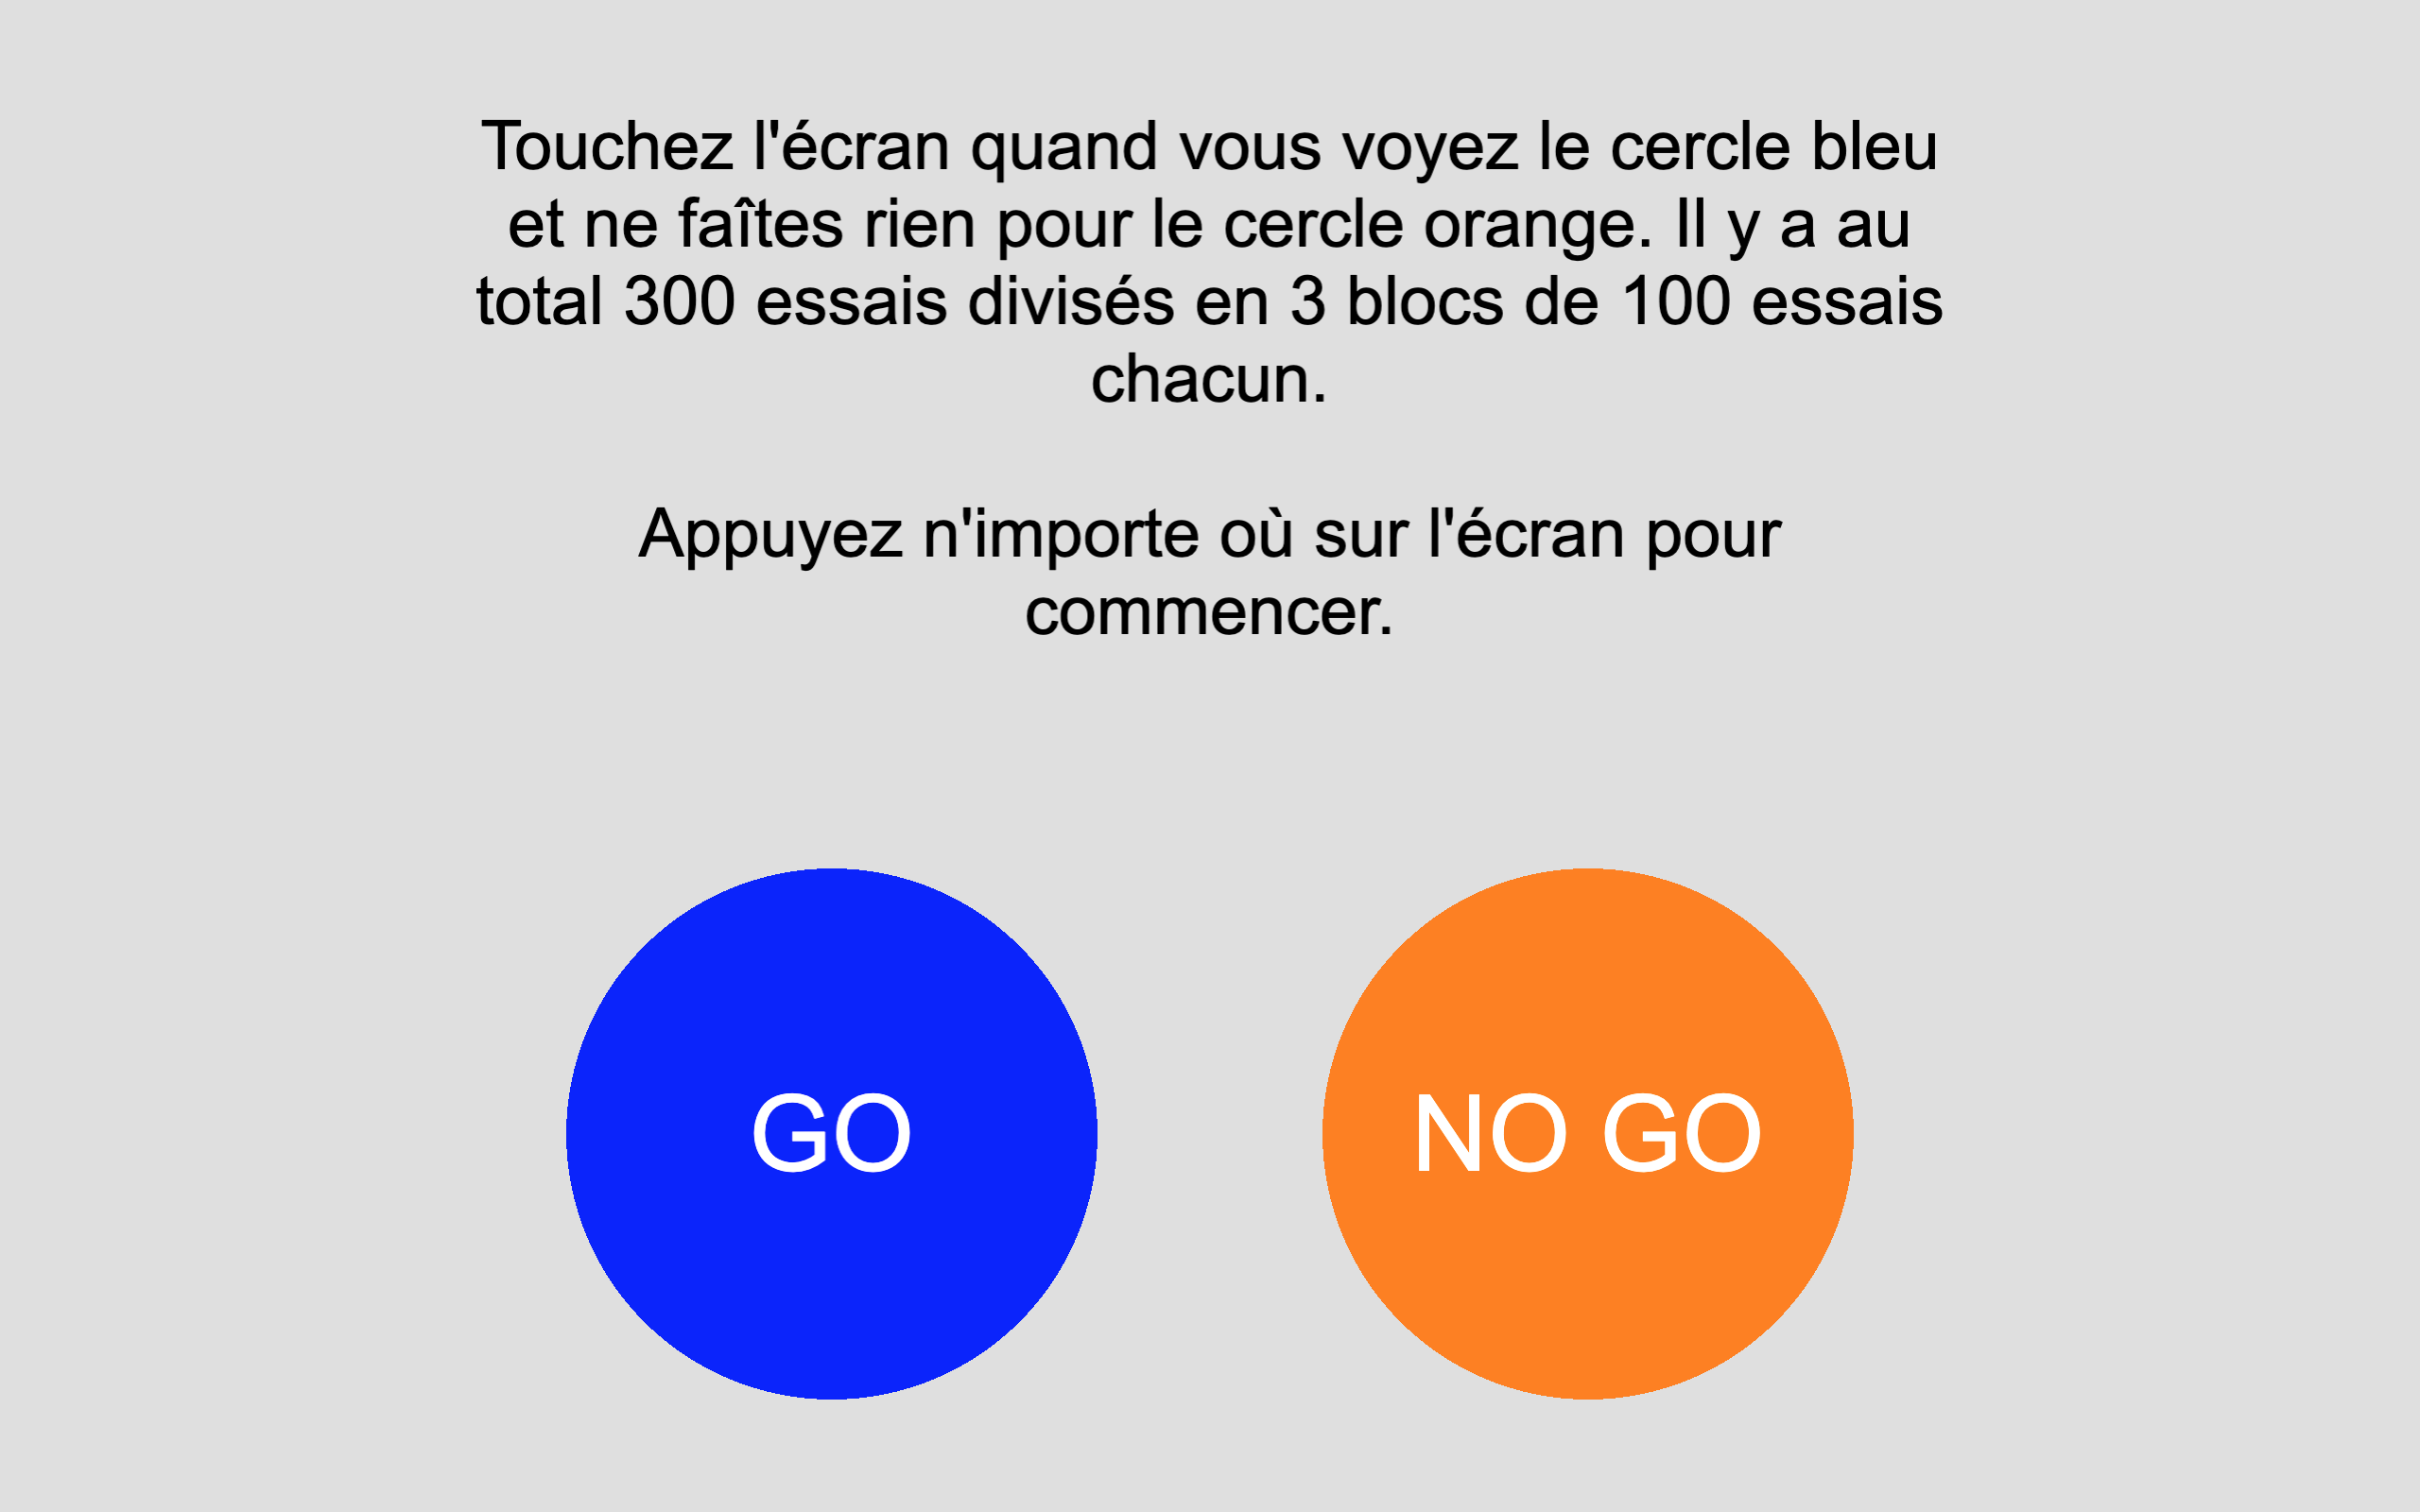 Touchez l'écran quand vous voyez le cercle bleu
et ne faîtes rien pour le cercle orange. Il y a au
total 300 essais divisés en 3 blocs de 100 essais
chacun.
Appuyez n'importe où sur l'écran pour
commencer.
GO
NO GO